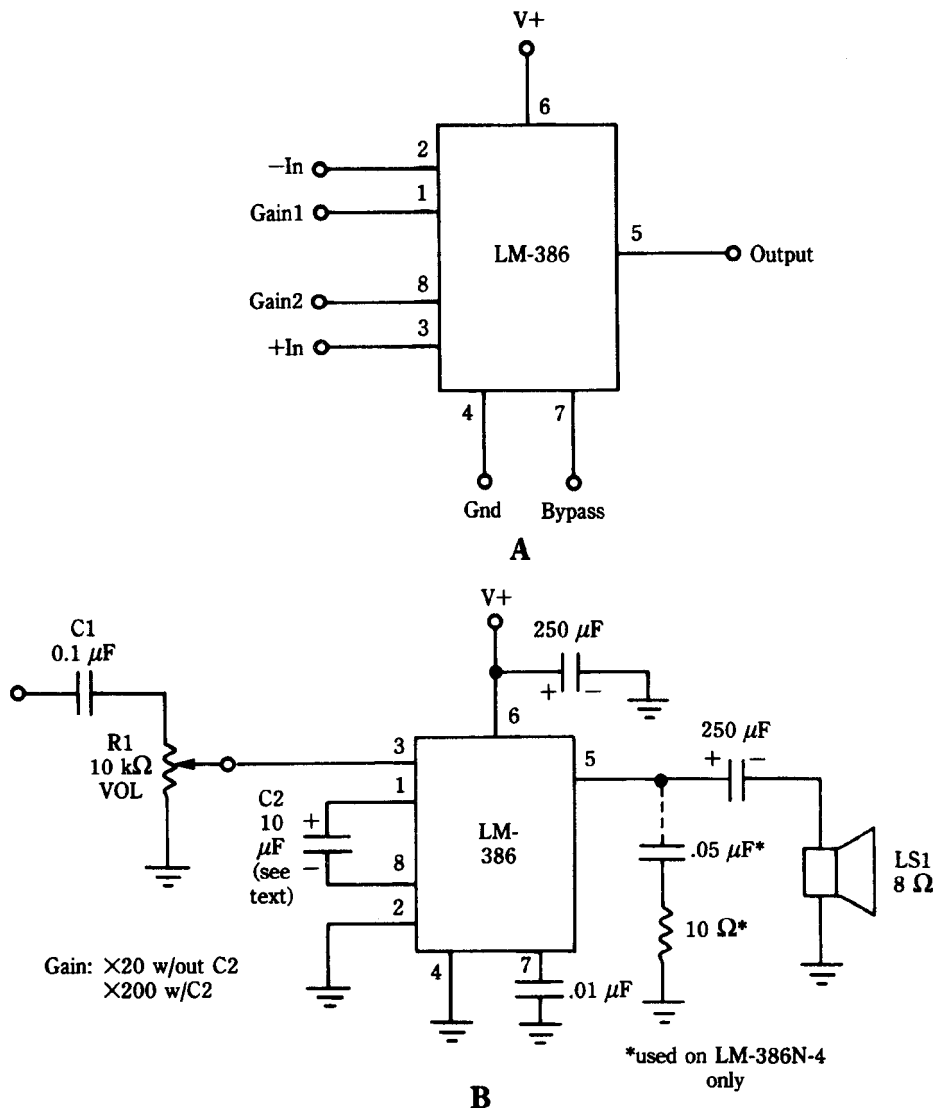 V+
6
−In
2
Gain1
1
LM-386
5
Output
Gain2
8
+In
3
4
7
Gnd
Bypass
A
V+
C1
0.1 μF
250 μF
+
−
6
R1
10 kΩ
VOL
3
5
250 μF
+
−
1
C2
10
μF
(see
text)
+
−
LM-
386
8
.05 μF*
LS1
8 Ω
2
10 Ω*
Gain: ×20 w/out C2
×200 w/C2
4
7
.01 μF
*used on LM-386N-4
only
B